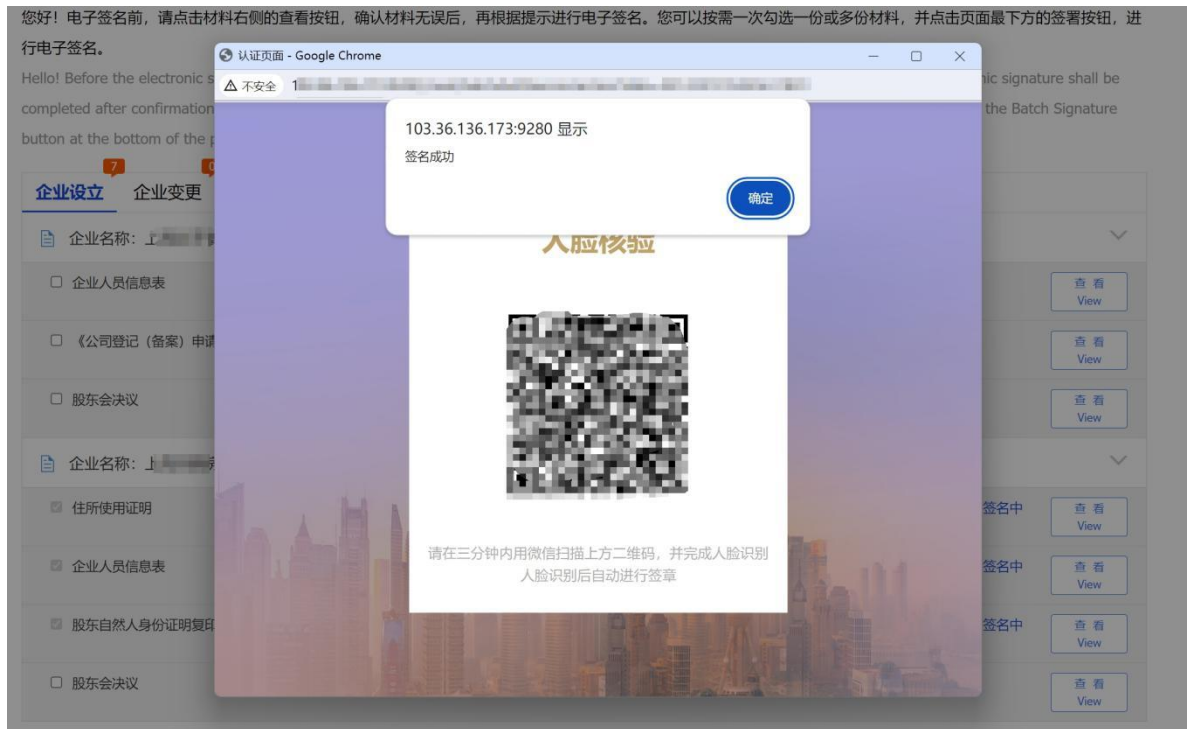 您好！电子签名前，请点击材料右侧的查看按钮，确认材料无误后，再根据提示进行电子签名。您可以按需一次勾选一份或多份材料，并点击页面最下方的签署按钮，进
行电子签名。
Hello! Before the electronic s
nic signature shall be
completed after confirmation
the Batch Signature
button at the bottom of the p
认证页面 - Google Chrome
不安全 1
103.36.136.173:9280 显示
签名成功
确定
7
0
企业设立 企业变更
企业名称：上
企业人员信息表
查 看
View
《公司登记（备案）申请
查 看
View
股东会决议
查 看
View
企业名称：上
住所使用证明
签名中
查 看
View
企业人员信息表
签名中
查 看
View
股东自然人身份证明复印
签名中
查 看
View
股东会决议
查 看
View
人脸核验
请在三分钟内用微信扫描上方二维码，并完成人脸识别
人脸识别后自动进行签章